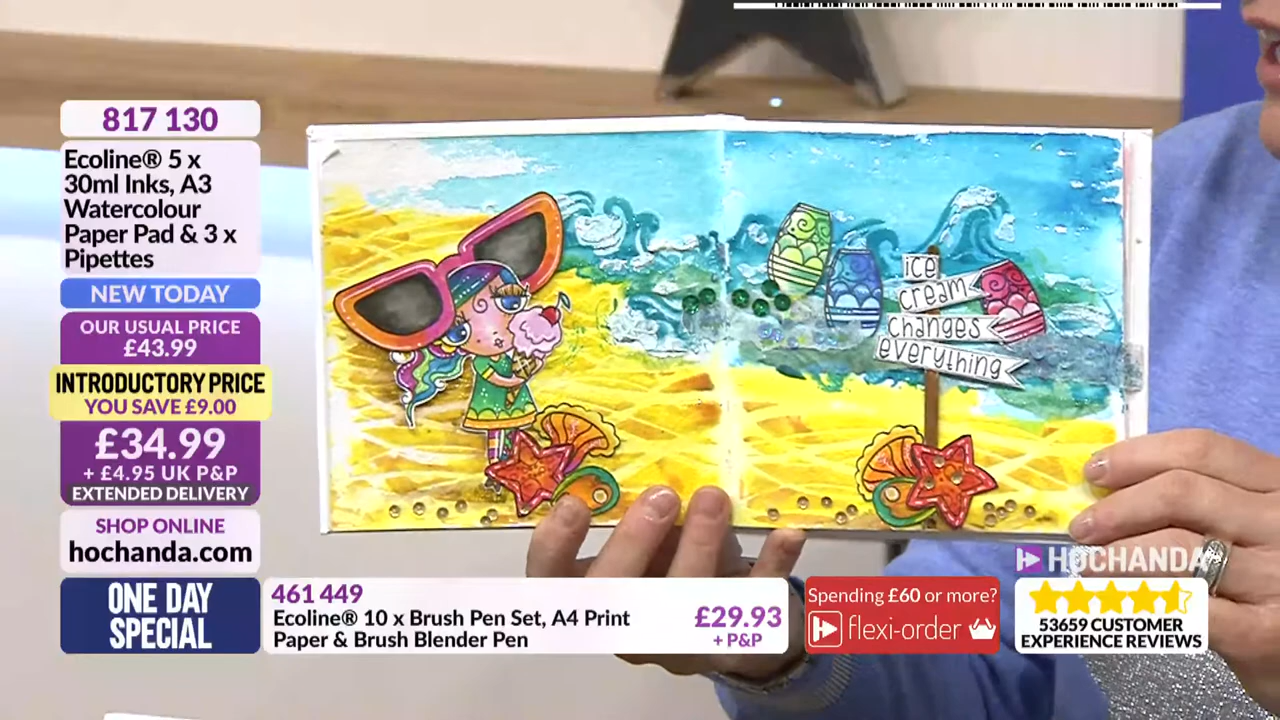 817 130
Ecoline® 5 x
30ml Inks, A3
Watercolour
Paper Pad & 3 x
Pipettes
NEW TODAY
OUR USUAL PRICE
£43.99
INTRODUCTORY PRICE
YOU SAVE £9.00
£34.99
+ £4.95 UK P&P
EXTENDED DELIVERY
SHOP ONLINE
hochanda.com
ice
cream
changes
everything
HOCHANDA
ONE DAY
SPECIAL
461 449
Ecoline® 10 x Brush Pen Set, A4 Print
Paper & Brush Blender Pen
£29.93
+ P&P
Spending £60 or more?
flexi-order
53659 CUSTOMER
EXPERIENCE REVIEWS